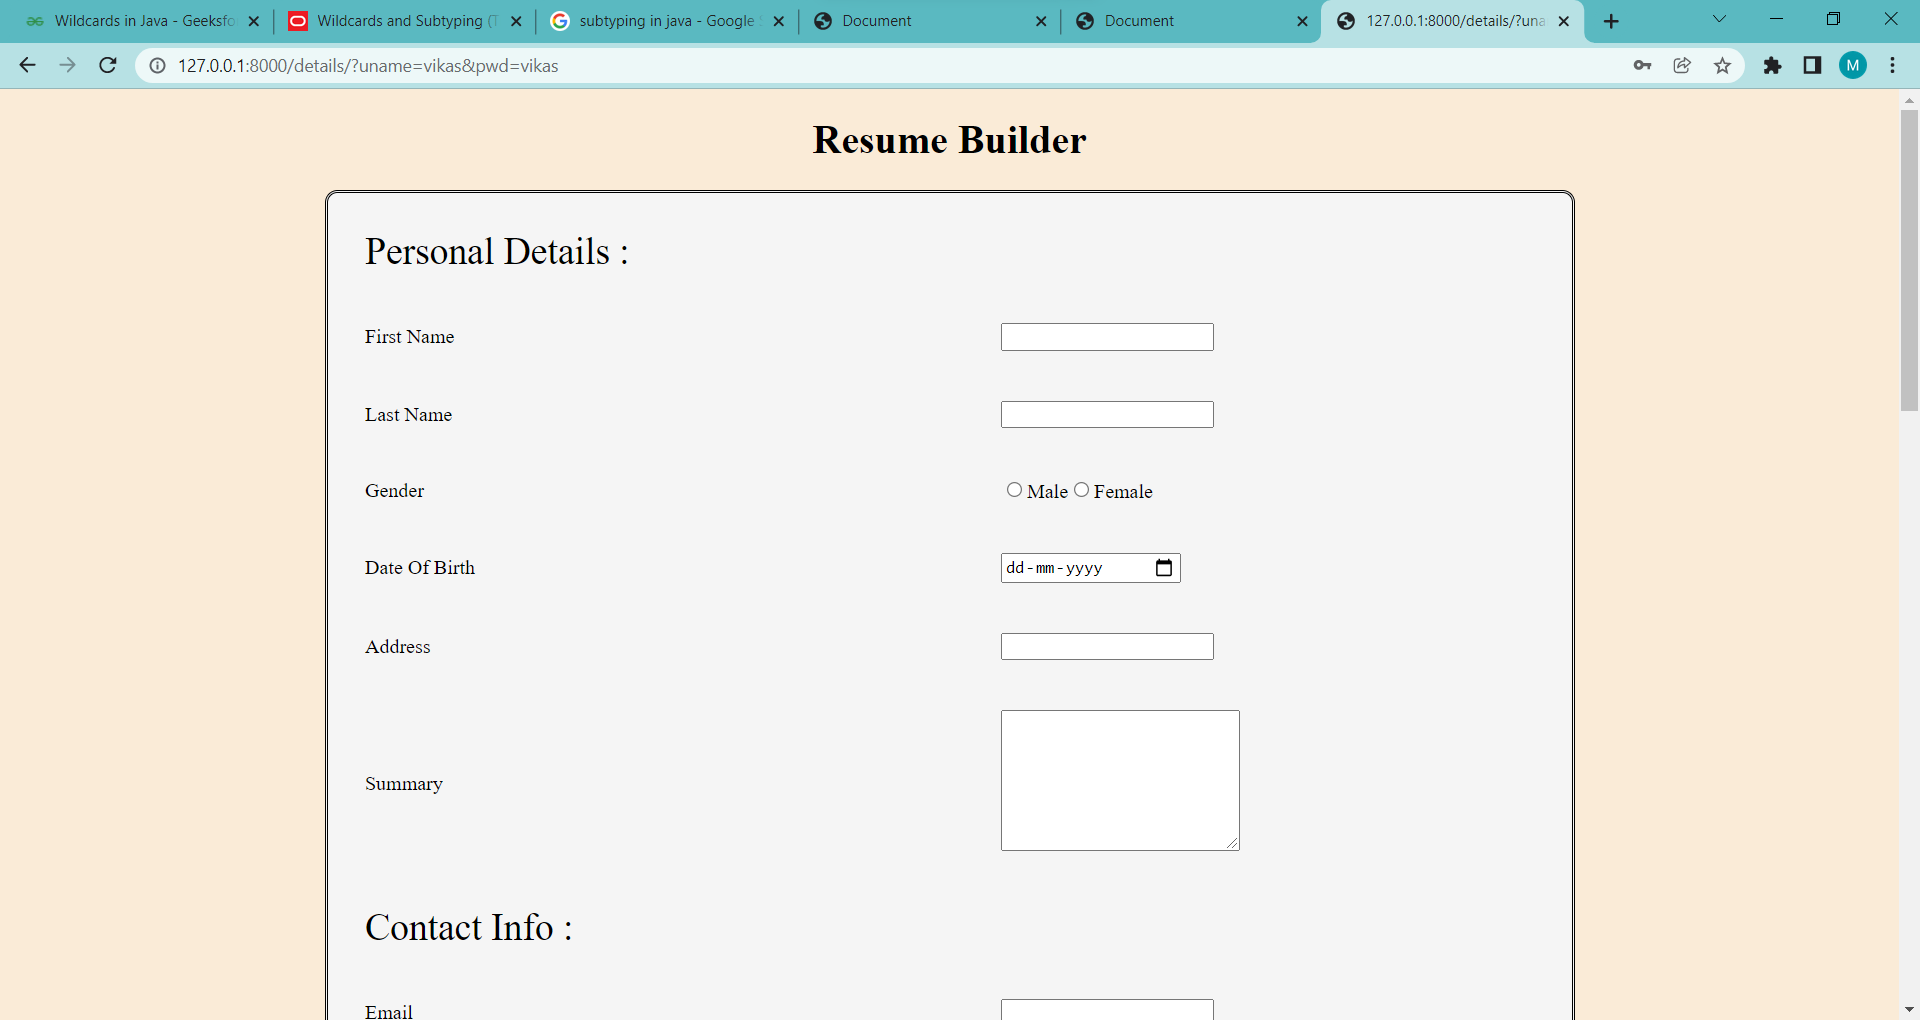 Wildcards in Java - Geeksfo
Wildcards and Subtyping (T
subtyping in java - Google S
Document
Document
127.0.0.1:8000/details/?una
127.0.0.1:8000/details/?uname=vikas&pwd=vikas
M
Resume Builder
Personal Details :
First Name
Last Name
Gender Male Female
Date Of Birth dd-mm-yyyy
Address
Summary
Contact Info :
Email